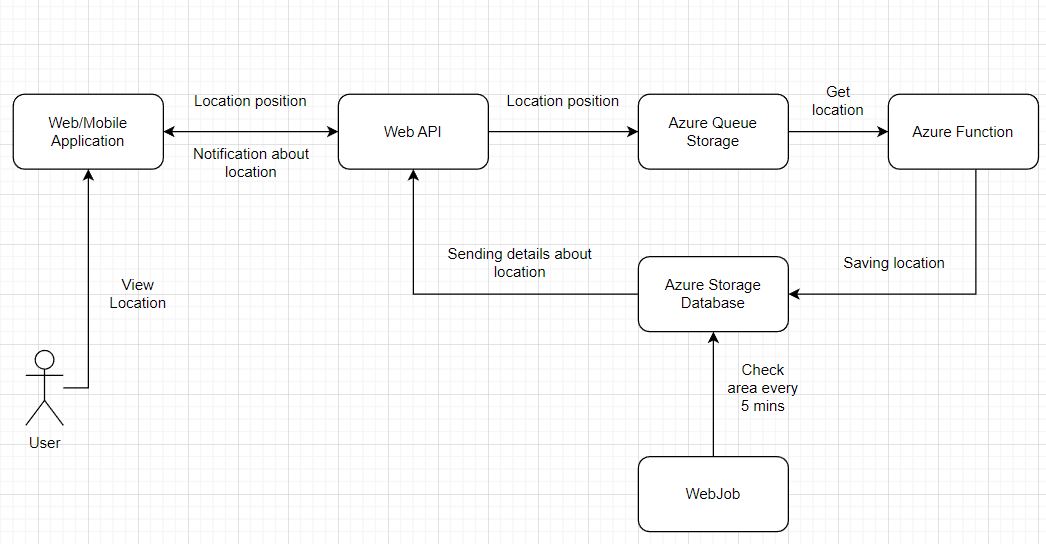 Location position
Location position
Get
location
Web/Mobile
Application
Web API
Azure Queue
Storage
Azure Function
Notification about
location
Sending details about
location
Saving location
View
Location
Azure Storage
Database
Check
area every
5 mins
User
WebJob